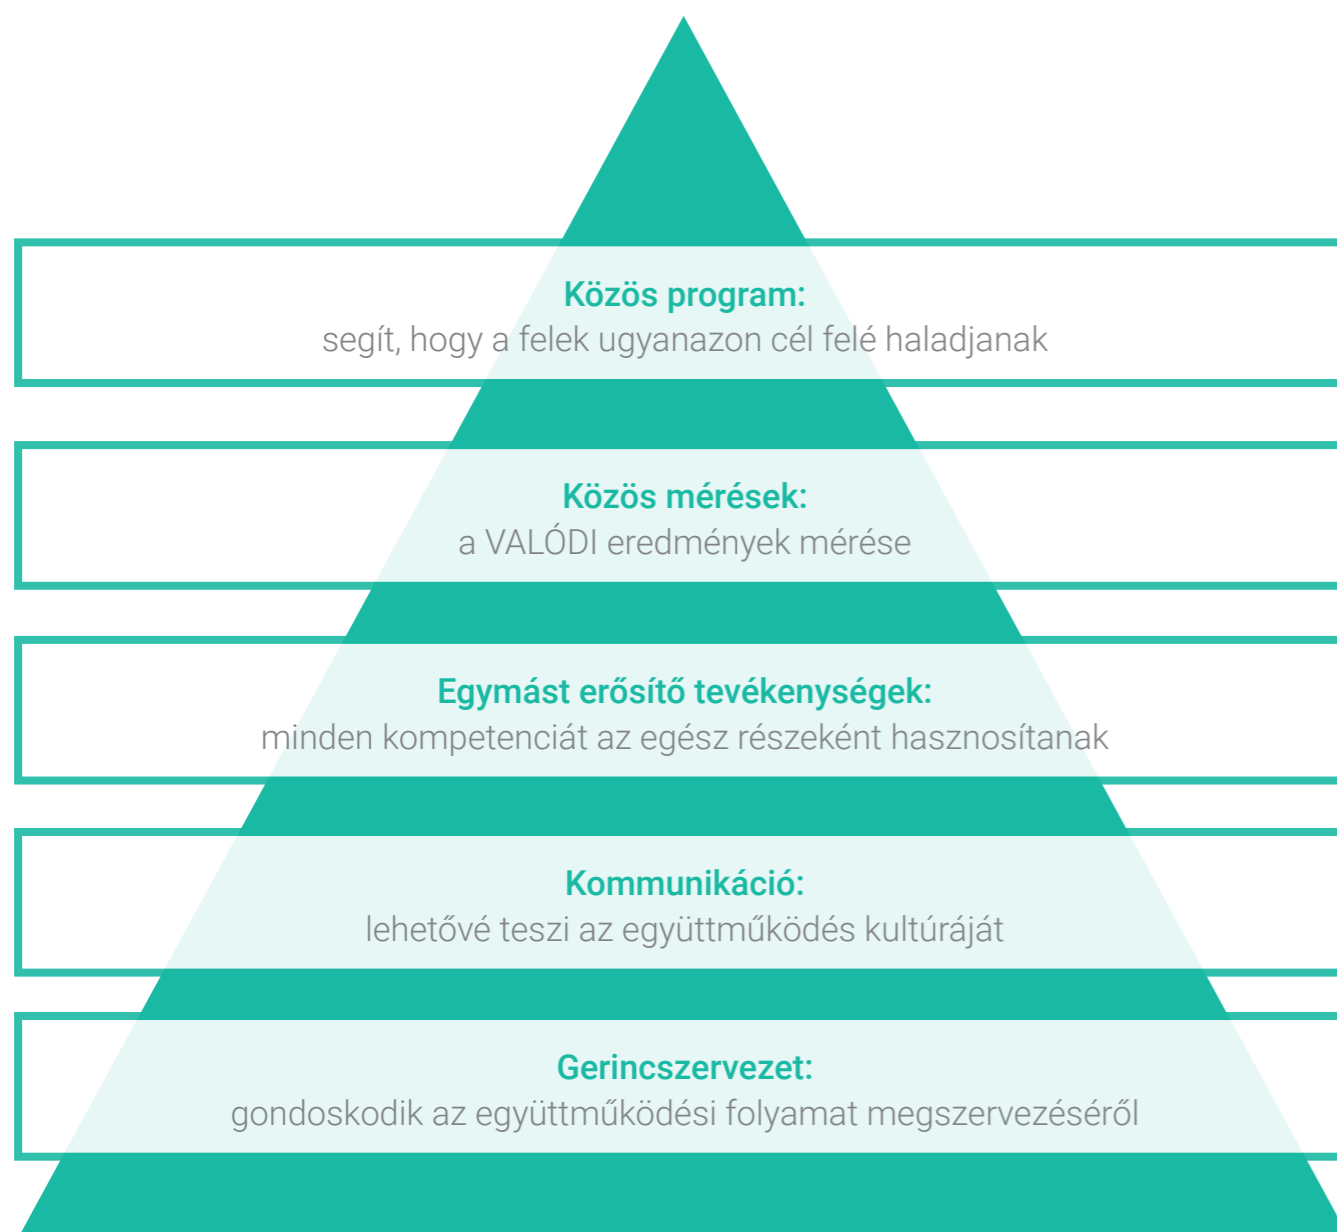 Közös program:
segít, hogy a felek ugyanazon cél felé haladjanak
Közös mérések:
a VALÓDI eredmények mérése
Egymást erősítő tevékenységek:
minden kompetenciát az egész részeként hasznosítanak
Kommunikáció:
lehetővé teszi az együttműködés kultúráját
Gerincszervezet:
gondoskodik az együttműködési folyamat megszervezéséről